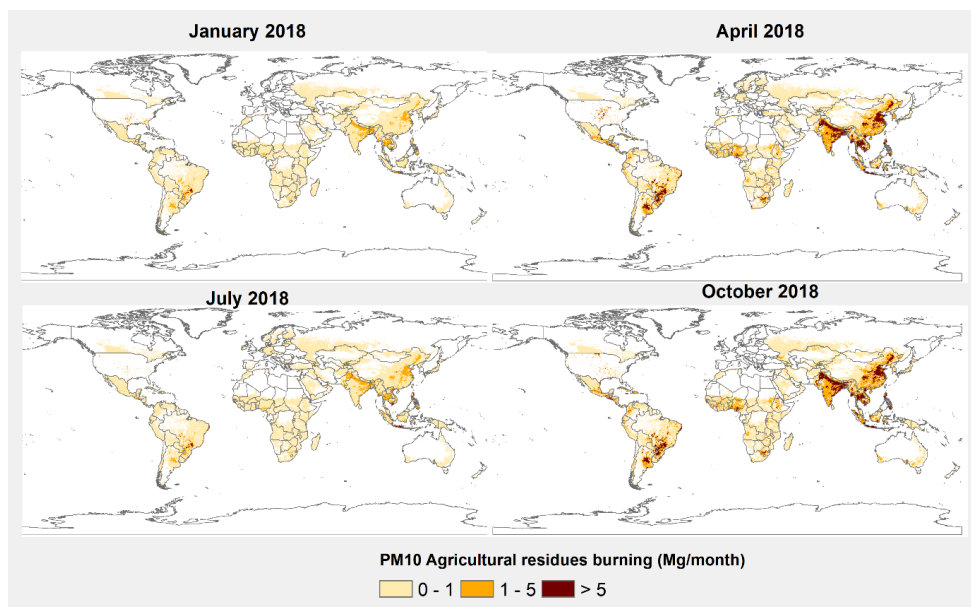 January 2018
April 2018
July 2018
October 2018
PM10 Agricultural residues burning (Mg/month)
0 - 1
1 - 5
> 5